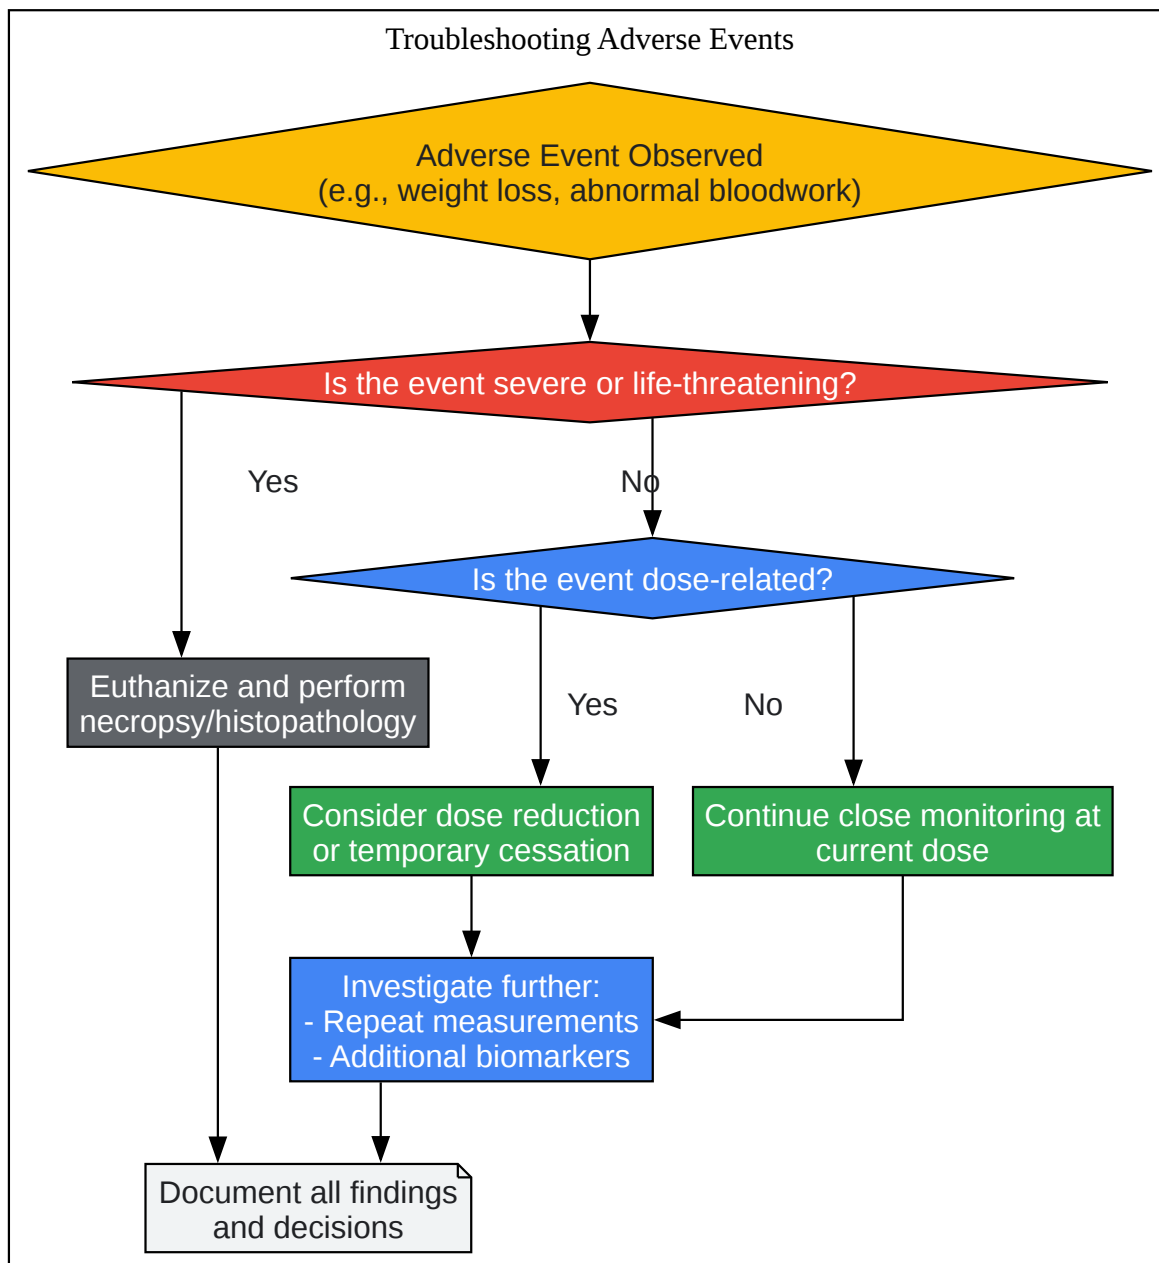 Troubleshooting Adverse Events
Adverse Event Observed
(e.g., weight loss, abnormal bloodwork)
Is the event severe or life-threatening?
Yes
No
Is the event dose-related?
Euthanize and perform
necropsy/histopathology
Yes
No
Consider dose reduction
or temporary cessation
Continue close monitoring at
current dose
Investigate further:
- Repeat measurements
- Additional biomarkers
Document all findings
and decisions